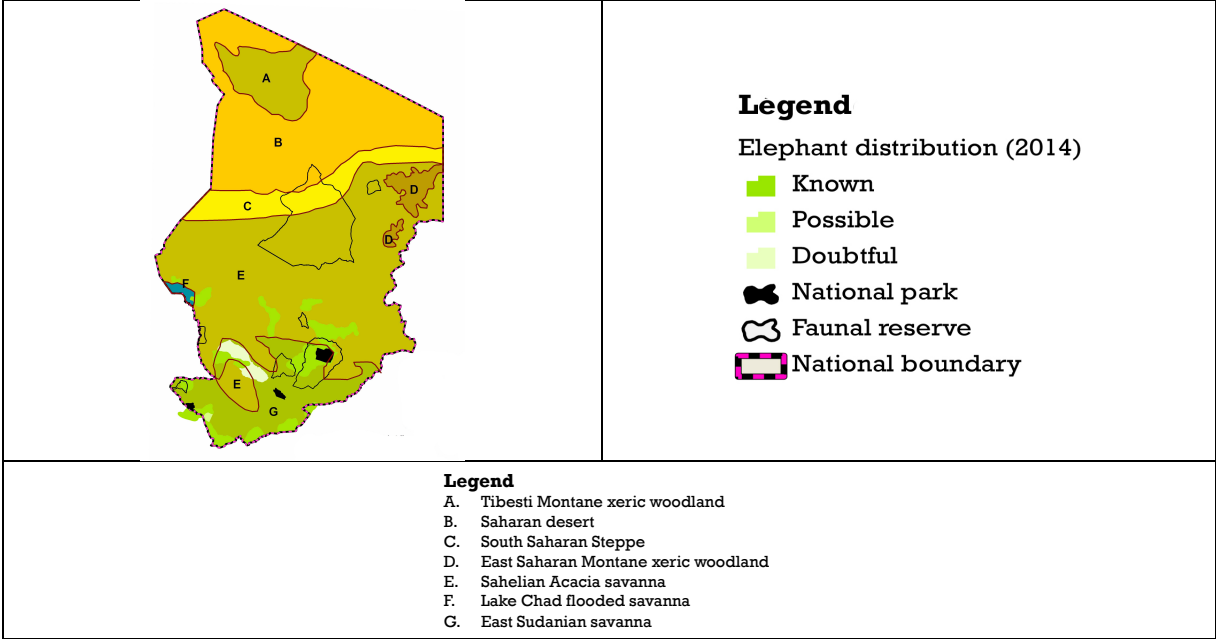 A
B
C
D
D
E
F
E
G
Legend
Elephant distribution (2014)
Known
Possible
Doubtful
National park
Faunal reserve
National boundary
Legend
A. Tibesti Montane xeric woodland
B. Saharan desert
C. South Saharan Steppe
D. East Saharan Montane xeric woodland
E. Sahelian Acacia savanna
F. Lake Chad flooded savanna
G. East Sudanian savanna